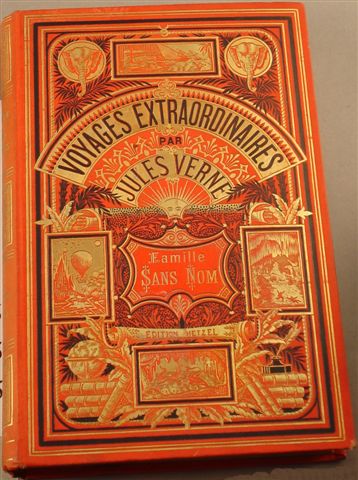 VOYAGES EXTRAORDINAIRES
PAR
JULES VERNE
Famille
SANS NOM
EDITION HETZEL